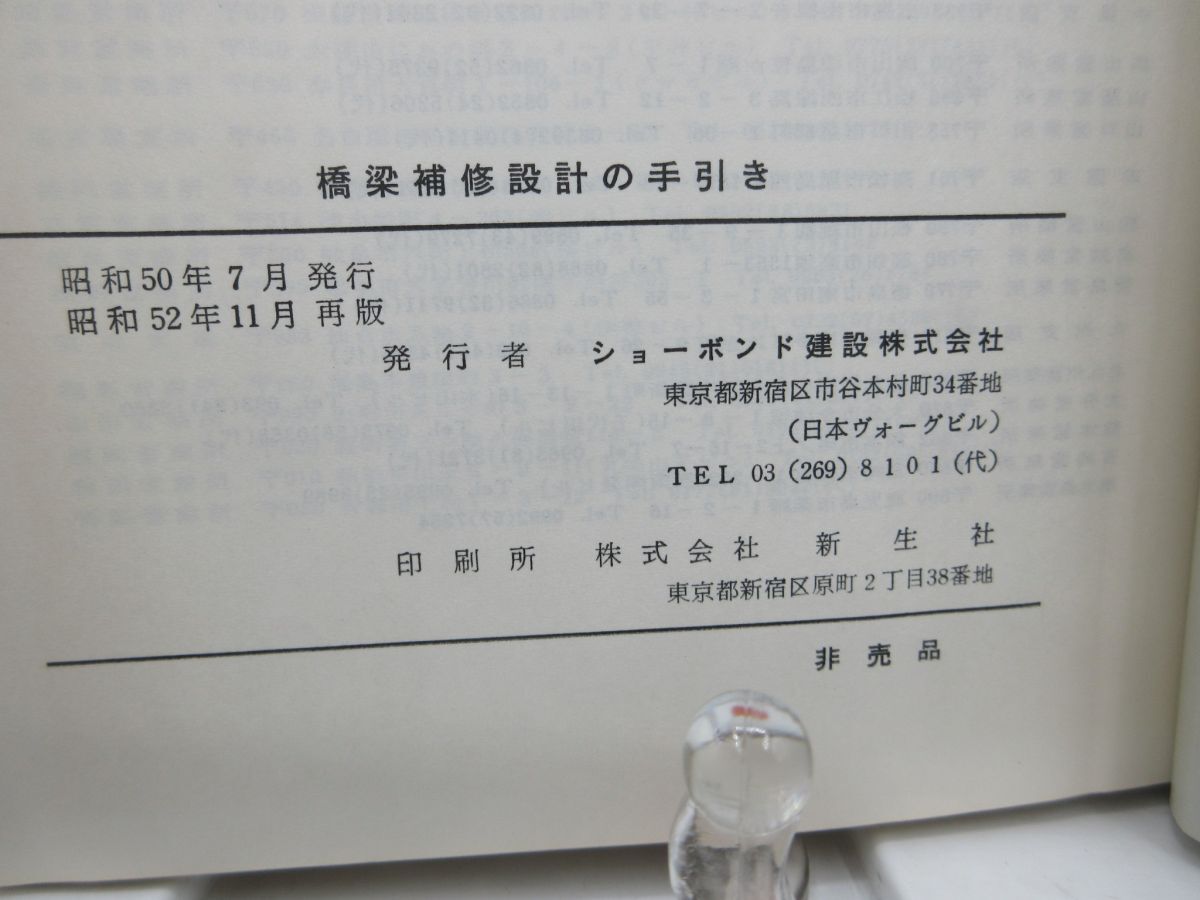 橋梁補修設計の手引き
昭和50年7月発行
昭和52年11月再版
発行者 ショーボンド建設株式会社
東京都新宿区市谷本村町34番地
(日本ヴォーグビル)
TEL 03 (269) 8101(代)
印刷所 株式会社 新生社
東京都新宿区原町2丁目38番地
非売品